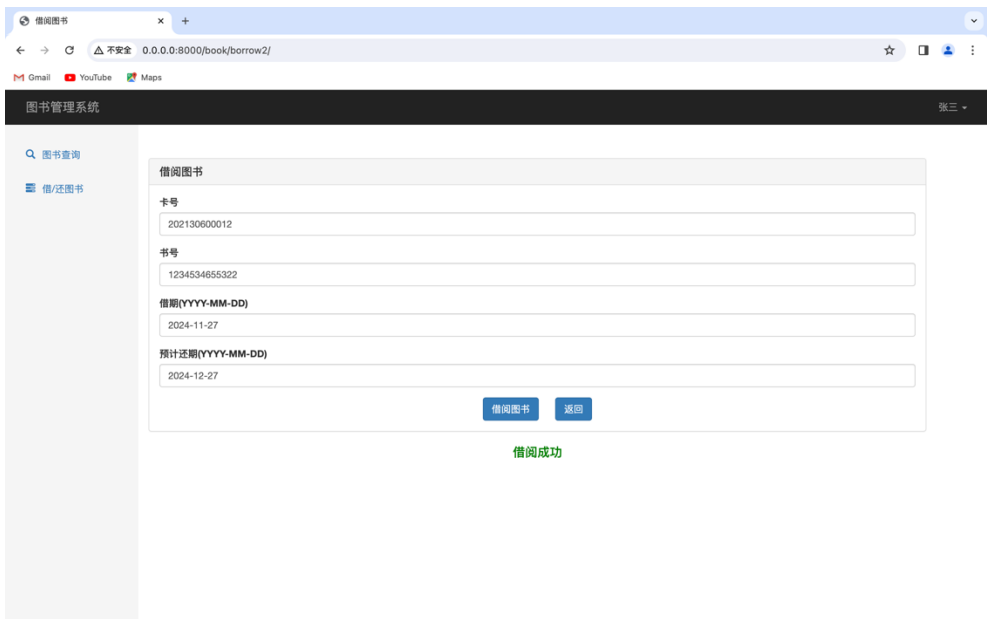 借阅图书
不安全 0.0.0.0:8000/book/borrow2/
Gmail YouTube Maps
图书管理系统 张三
图书查询
借/还图书
借阅图书
卡号
202130600012
书号
1234534655322
借期(YYYY-MM-DD)
2024-11-27
预计还期(YYYY-MM-DD)
2024-12-27
借阅图书 返回
借阅成功